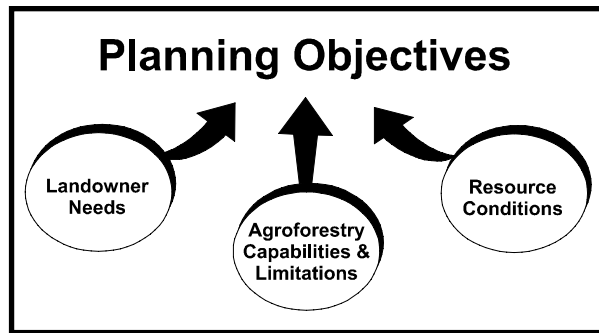 Planning Objectives
Landowner
Needs
Agroforestry
Capabilities &
Limitations
Resource
Conditions